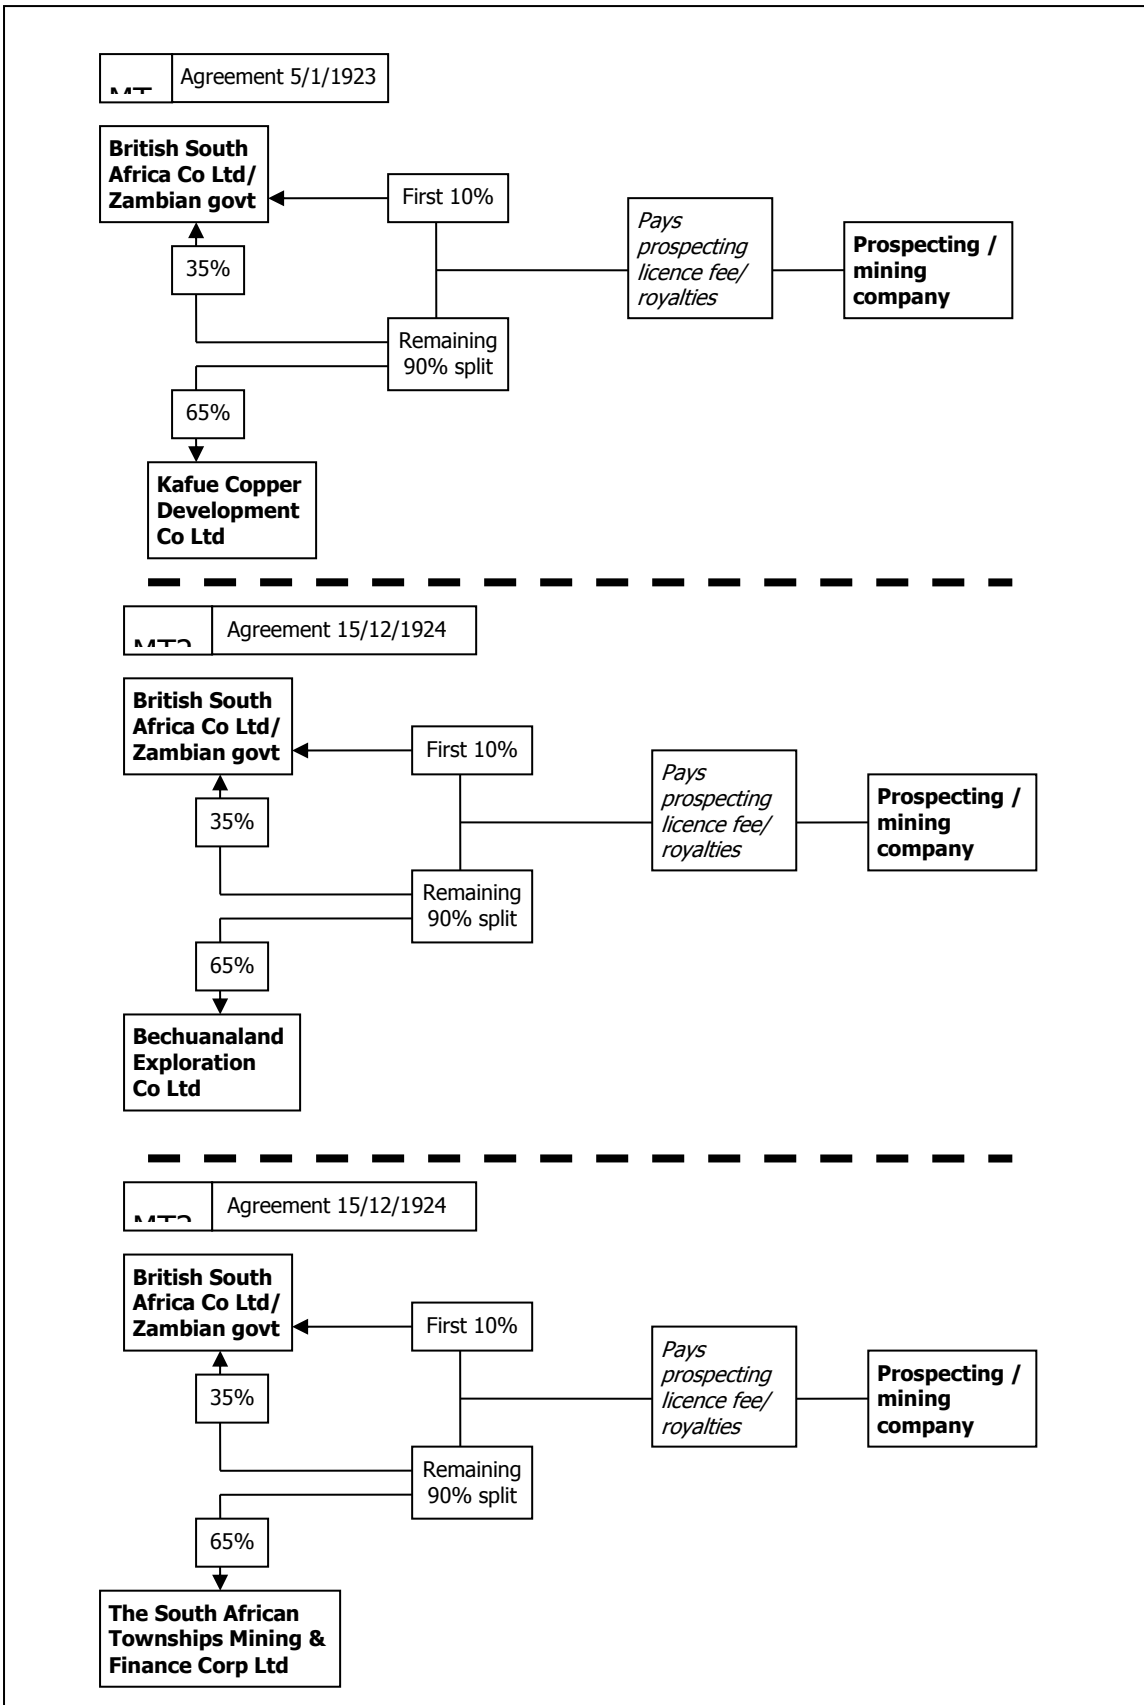 Agreement 5/1/1923
British South
Africa Co Ltd/
Zambian govt
First 10%
Pays
prospecting
licence fee/
royalties
Prospecting /
mining
company
35%
Remaining
90% split
65%
Kafue Copper
Development
Co Ltd
Agreement 15/12/1924
British South
Africa Co Ltd/
Zambian govt
First 10%
Pays
prospecting
licence fee/
royalties
Prospecting /
mining
company
35%
Remaining
90% split
65%
Bechuanaland
Exploration
Co Ltd
Agreement 15/12/1924
British South
Africa Co Ltd/
Zambian govt
First 10%
Pays
prospecting
licence fee/
royalties
Prospecting /
mining
company
35%
Remaining
90% split
65%
The South African
Townships Mining &
Finance Corp Ltd